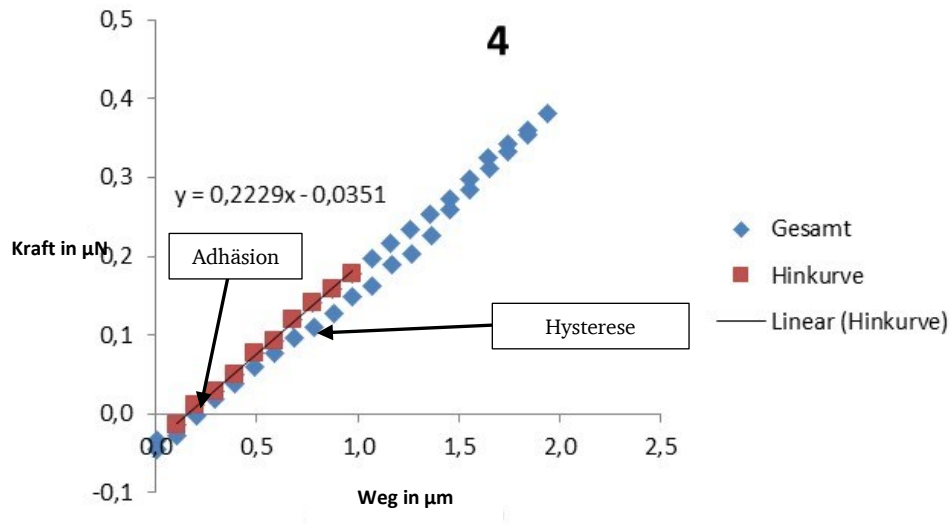 0,5
4
0,4
0,3
y = 0,2229x - 0,0351
Kraft in µN
0,2
Adhäsion
0,1
Hysterese
0,0
0,0 0,5 1,0 1,5 2,0 2,5
-0,1
Weg in µm
Gesamt
Hinkurve
Linear (Hinkurve)